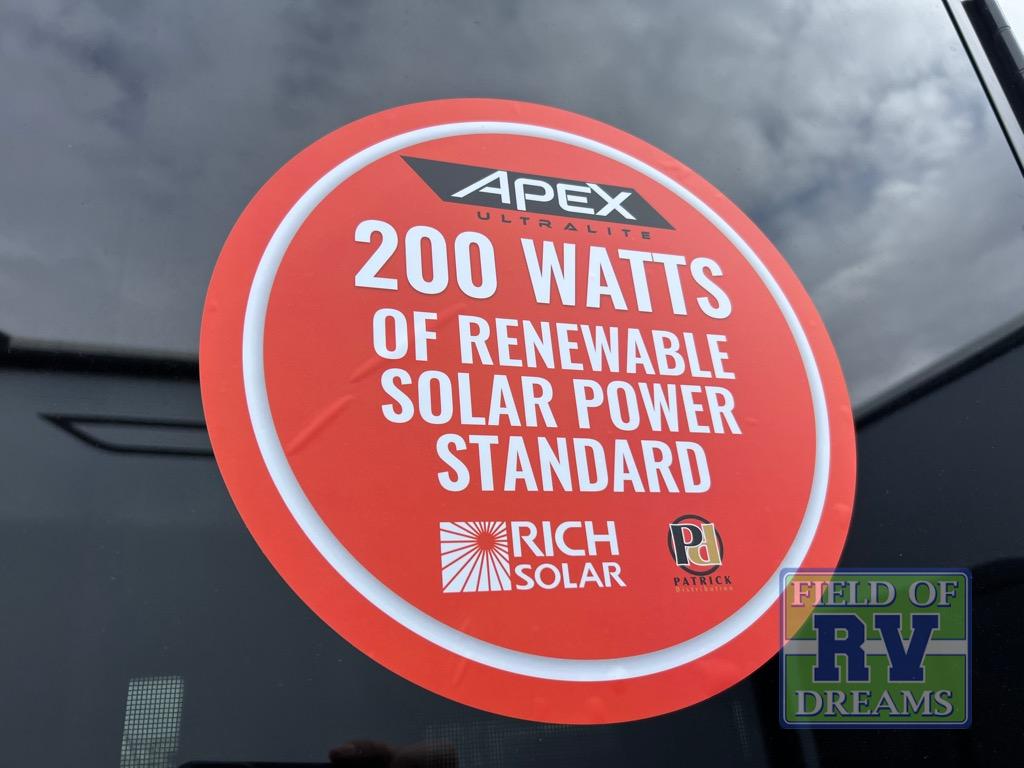 APEX
ULTRALITE
200 WATTS
OF RENEWABLE
SOLAR POWER
STANDARD
RICH
SOLAR
Pd
PATRICK
Distribution
FIELD OF
RV
DREAMS